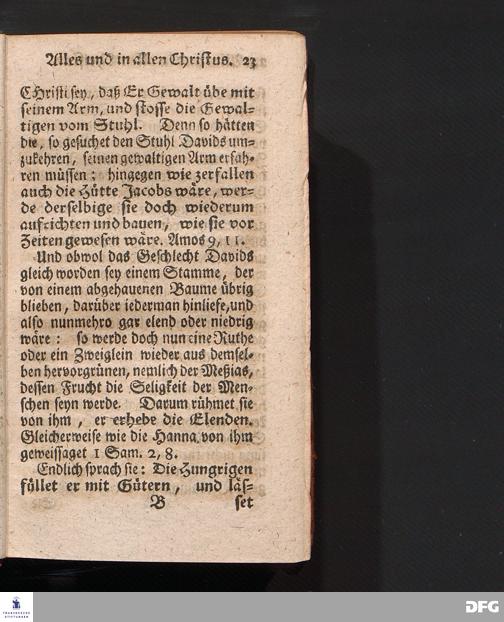 Alles und in allen Christus. 23
CHristi sey, daß Er Gewalt übe mit
seinem Arm, und stosse die Gewal-
tigen vom Stuhl. Denn so hätten
die, so gesuchet den Stuhl Davids um-
zukehren, seinen gewaltigen Arm erfah-
ren müssen: hingegen wie zerfallen
auch die Hütte Jacobs wäre, wer-
de derselbige sie doch wiederum
aufrichten und bauen, wie sie vor
Zeiten gewesen wäre. Amos 9, 11.
Und obwol das Geschlecht Davids
gleich worden sey einem Stamme, der
von einem abgehauenen Baume übrig
blieben, darüber iederman hinliefe, und
also nunmehro gar elend oder niedrig
wäre: so werde doch nun eine Ruthe
oder ein Zweiglein wieder aus demsel-
ben hervorgrünen, nemlich der Meßias,
dessen Frucht die Seligkeit der Men-
schen seyn werde. Darum rühmet sie
von ihm, er erhebe die Elenden.
Gleicherweise wie die Hanna von ihm
geweissaget 1 Sam. 2, 8.
Endlich sprach sie: Die Hungrigen
füllet er mit Gütern, und läs-
B set
FRANCKESCHE
STIFTUNGEN
DFG